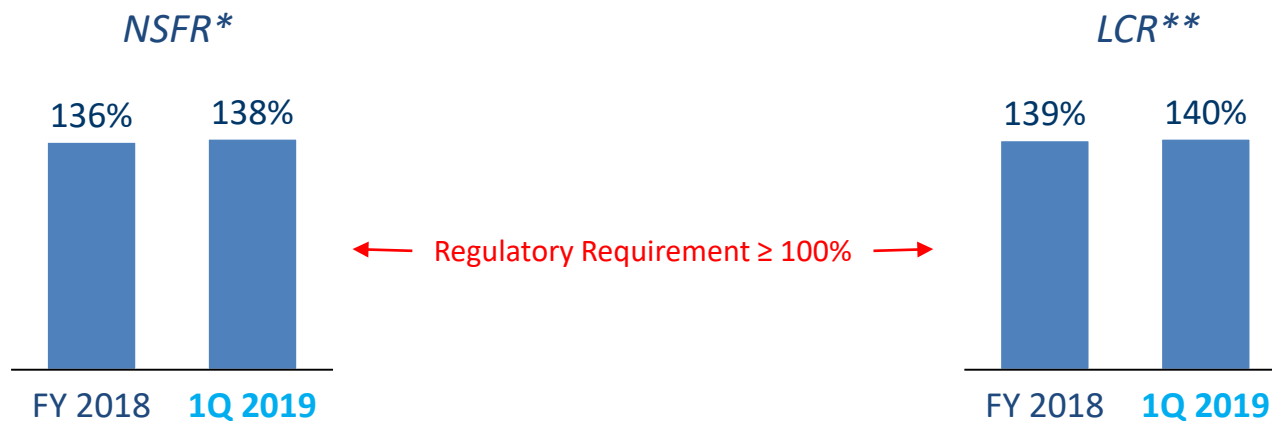 NSFR*
136%
138%
FY 2018
1Q 2019
Regulatory Requirement ≥ 100%
LCR**
139%
140%
FY 2018
1Q 2019